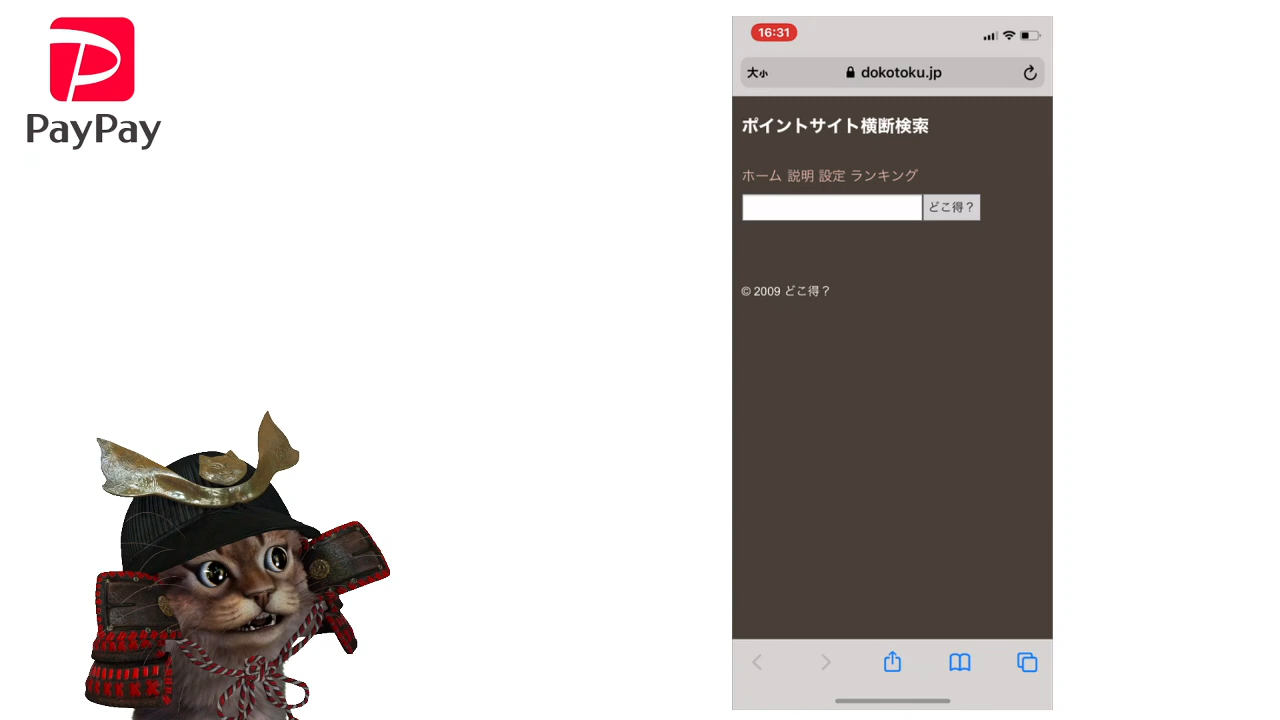 PayPay
16:31
大小
dokotoku.jp
ポイントサイト横断検索
ホーム 説明 設定 ランキング
どこ得？
© 2009 どこ得？